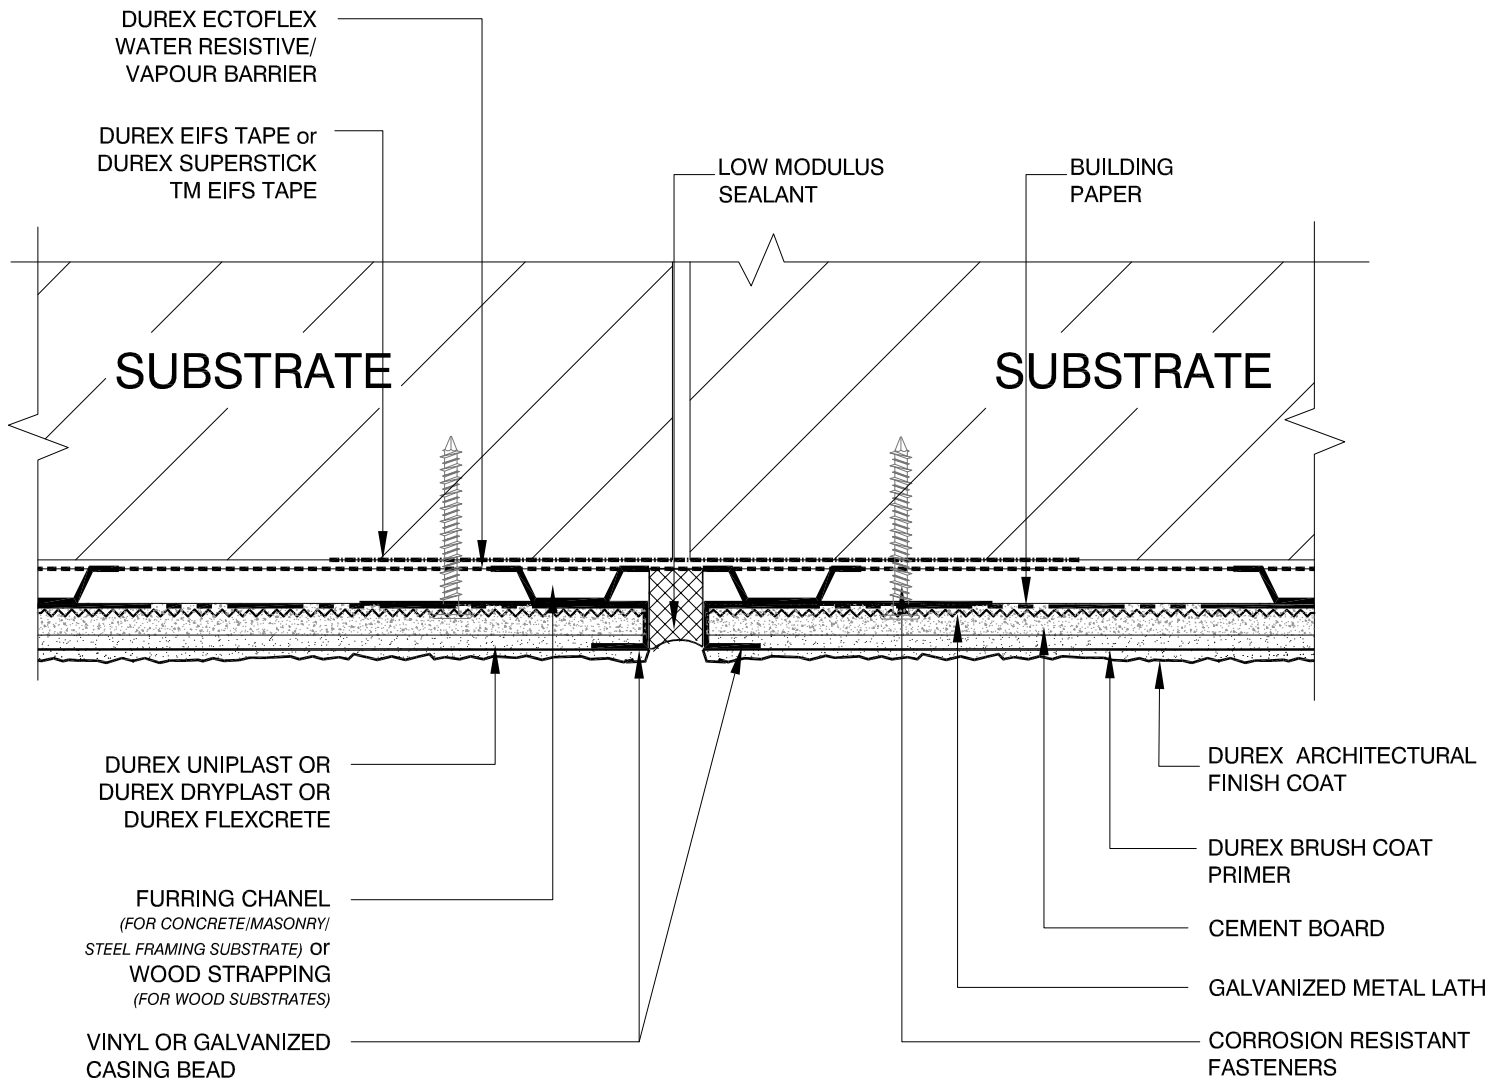 DUREX ECTOFLEX
WATER RESISTIVE/
VAPOUR BARRIER
DUREX EIFS TAPE or
DUREX SUPERSTICK
TM EIFS TAPE
LOW MODULUS
SEALANT
BUILDING
PAPER
SUBSTRATE
SUBSTRATE
DUREX UNIPLAST OR
DUREX DRYPLAST OR
DUREX FLEXCRETE
FURRING CHANEL
(FOR CONCRETE/MASONRY/
STEEL FRAMING SUBSTRATE) or
WOOD STRAPPING
(FOR WOOD SUBSTRATES)
VINYL OR GALVANIZED
CASING BEAD
DUREX ARCHITECTURAL
FINISH COAT
DUREX BRUSH COAT
PRIMER
CEMENT BOARD
GALVANIZED METAL LATH
CORROSION RESISTANT
FASTENERS